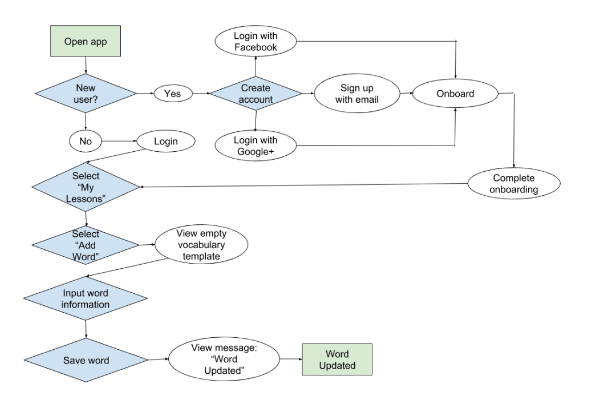 Open app
Login with
Facebook
New
user?
Yes
Create
account
Sign up
with email
Onboard
No
Login
Login with
Google+
Select
“My
Lessons”
Complete
onboarding
Select
“Add
Word”
View empty
vocabulary
template
Input word
information
Save word
View message:
“Word
Updated”
Word
Updated